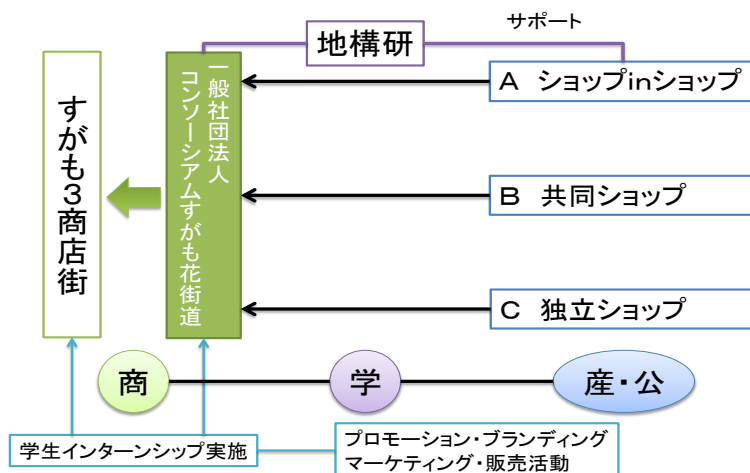 サポート
地構研
A ショップinショップ
すがも3商店街
一般社団法人
コンソーシアムすがも花街道
B 共同ショップ
C 独立ショップ
商
学
産・公
学生インターンシップ実施
プロモーション・ブランディング
マーケティング・販売活動